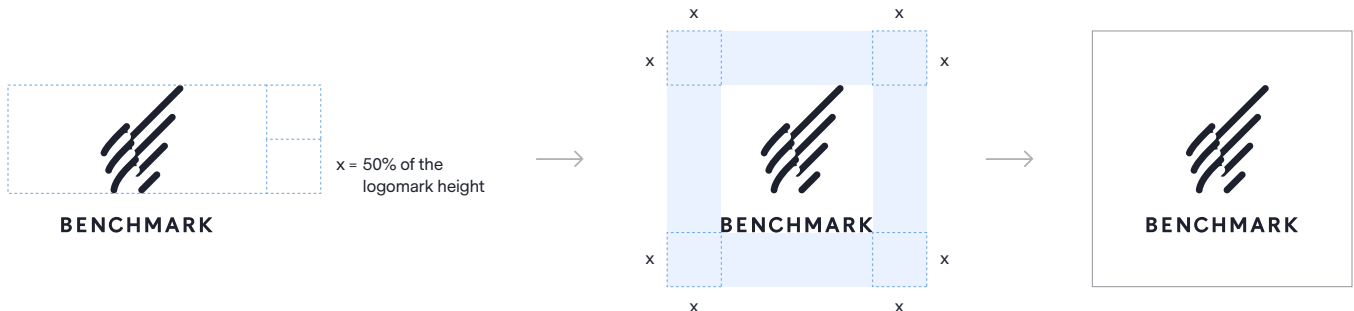 x = 50% of the
logomark height
BENCHMARK
x x
x x
BENCHMARK
x x
x x
BENCHMARK